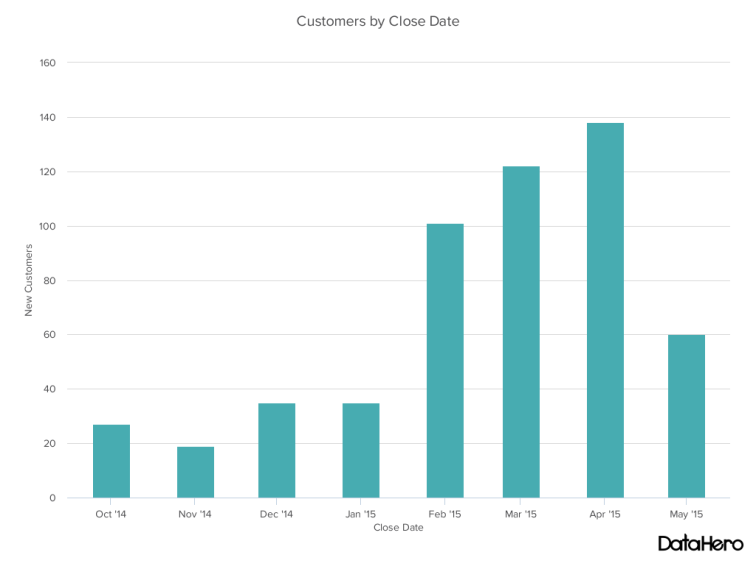 Customers by Close Date
160
140
120
100
80
60
40
20
0
New Customers
Oct '14 Nov '14 Dec '14 Jan '15 Feb '15 Mar '15 Apr '15 May '15
Close Date
DataHero